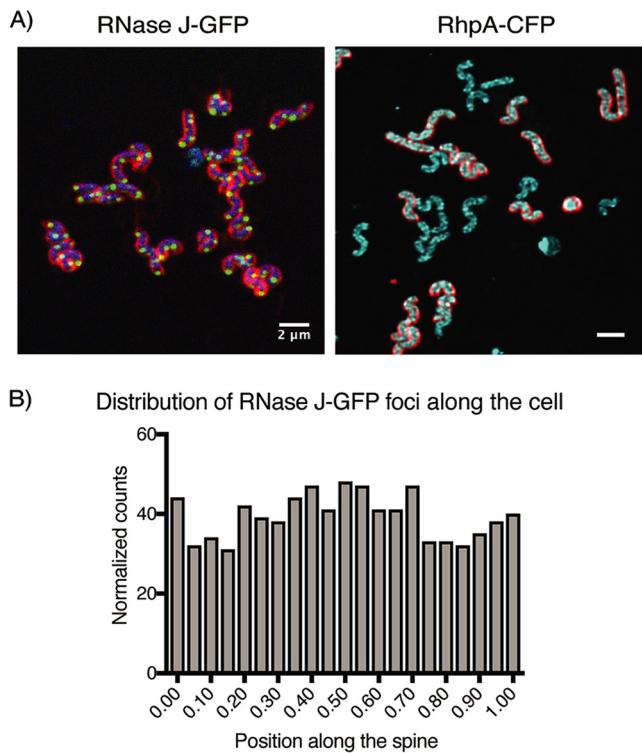 A)
RNase J-GFP
RhpA-CFP
2 µm
B)
Distribution of RNase J-GFP foci along the cell
Normalized counts
60
40
20
0
0.00
0.10
0.20
0.30
0.40
0.50
0.60
0.70
0.80
0.90
1.00
Position along the spine